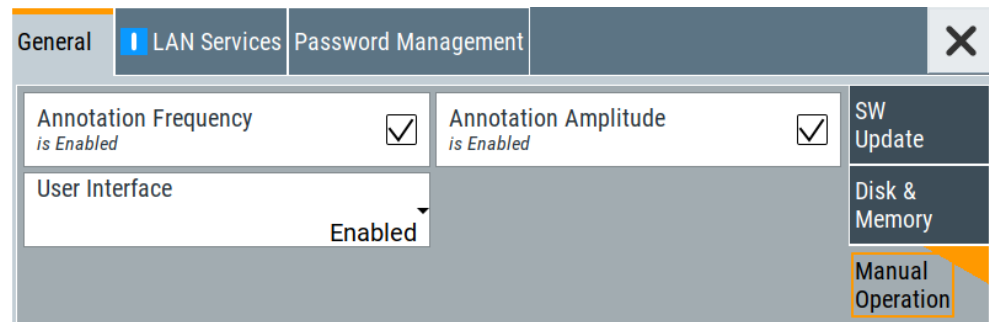 General
LAN Services
Password Management
Annotation Frequency
is Enabled
Annotation Amplitude
is Enabled
User Interface
Enabled
SW
Update
Disk &
Memory
Manual
Operation